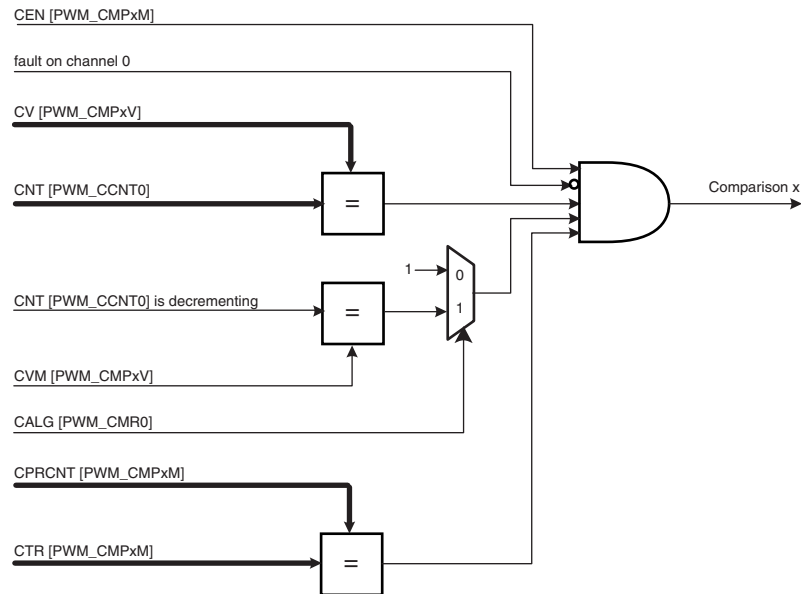 CEN [PWM_CMPxM]
fault on channel 0
CV [PWM_CMPxV]
CNT [PWM_CCNT0]
=
Comparison x
1
0
CNT [PWM_CCNT0] is decrementing
=
1
CVM [PWM_CMPxV]
CALG [PWM_CMR0]
CPRCNT [PWM_CMPxM]
CTR [PWM_CMPxM]
=